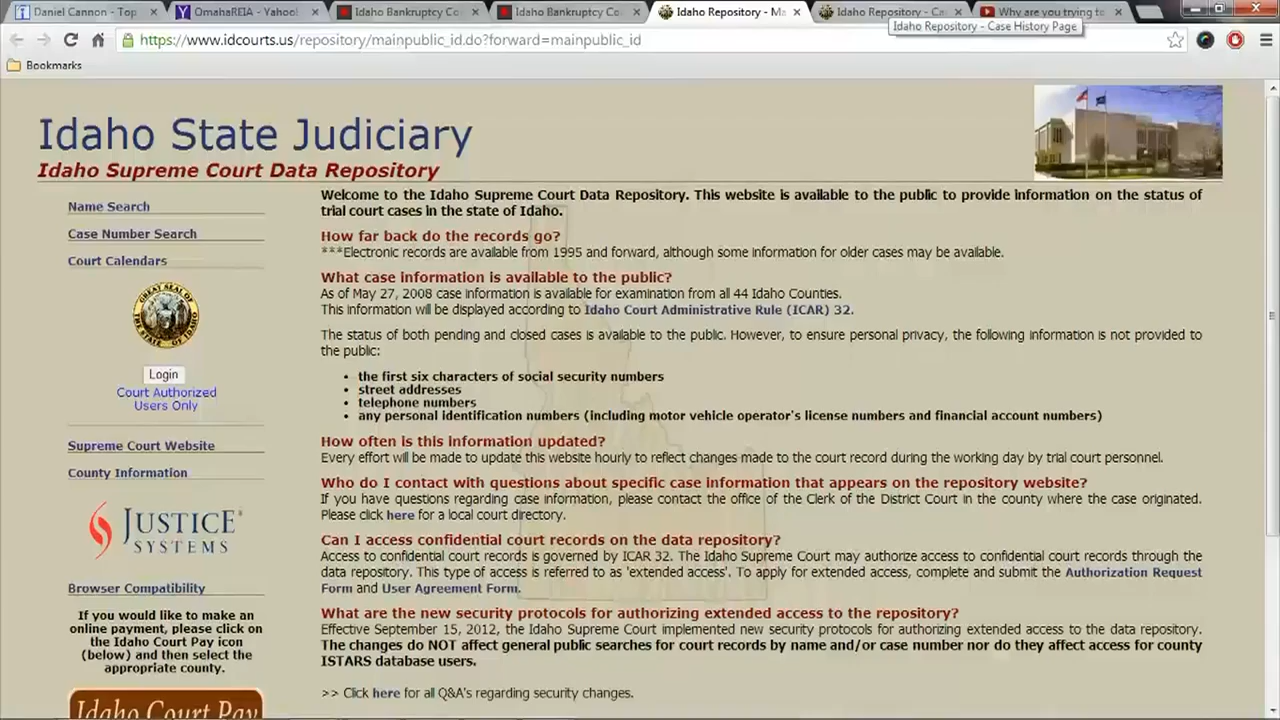 Daniel Cannon - Top
OmahaREIA - Yahoo!
Idaho Bankruptcy Co
Idaho Bankruptcy Co
Idaho Repository - Ma
Idaho Repository - Ca
Why are you trying to
Idaho Repository - Case History Page
https://www.idcourts.us/repository/mainpublic_id.do?forward=mainpublic_id
Bookmarks
Idaho State Judiciary
Idaho Supreme Court Data Repository
Name Search
Case Number Search
Court Calendars
GREAT SEAL OF
STATE OF IDAHO
Login
Court Authorized
Users Only
Supreme Court Website
County Information
JUSTICE
SYSTEMS
Browser Compatibility
If you would like to make an
online payment, please click on
the Idaho Court Pay icon
(below) and then select the
appropriate county.
Idaho Court Pay
Welcome to the Idaho Supreme Court Data Repository. This website is available to the public to provide information on the status of
trial court cases in the state of Idaho.
How far back do the records go?
***Electronic records are available from 1995 and forward, although some information for older cases may be available.
What case information is available to the public?
As of May 27, 2008 case information is available for examination from all 44 Idaho Counties.
This information will be displayed according to Idaho Court Administrative Rule (ICAR) 32.
The status of both pending and closed cases is available to the public. However, to ensure personal privacy, the following information is not provided to
the public:
• the first six characters of social security numbers
• street addresses
• telephone numbers
• any personal identification numbers (including motor vehicle operator's license numbers and financial account numbers)
How often is this information updated?
Every effort will be made to update this website hourly to reflect changes made to the court record during the working day by trial court personnel.
Who do I contact with questions about specific case information that appears on the repository website?
If you have questions regarding case information, please contact the office of the Clerk of the District Court in the county where the case originated.
Please click here for a local court directory.
Can I access confidential court records on the data repository?
Access to confidential court records is governed by ICAR 32. The Idaho Supreme Court may authorize access to confidential court records through the
data repository. This type of access is referred to as 'extended access'. To apply for extended access, complete and submit the Authorization Request
Form and User Agreement Form.
What are the new security protocols for authorizing extended access to the repository?
Effective September 15, 2012, the Idaho Supreme Court implemented new security protocols for authorizing extended access to the data repository.
The changes do NOT affect general public searches for court records by name and/or case number nor do they affect access for county
ISTARS database users.
>> Click here for all Q&A's regarding security changes.